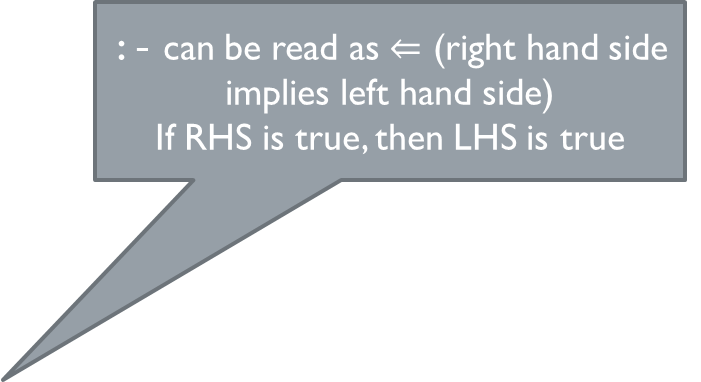 :- can be read as ⇐ (right hand side
implies left hand side)
If RHS is true, then LHS is true